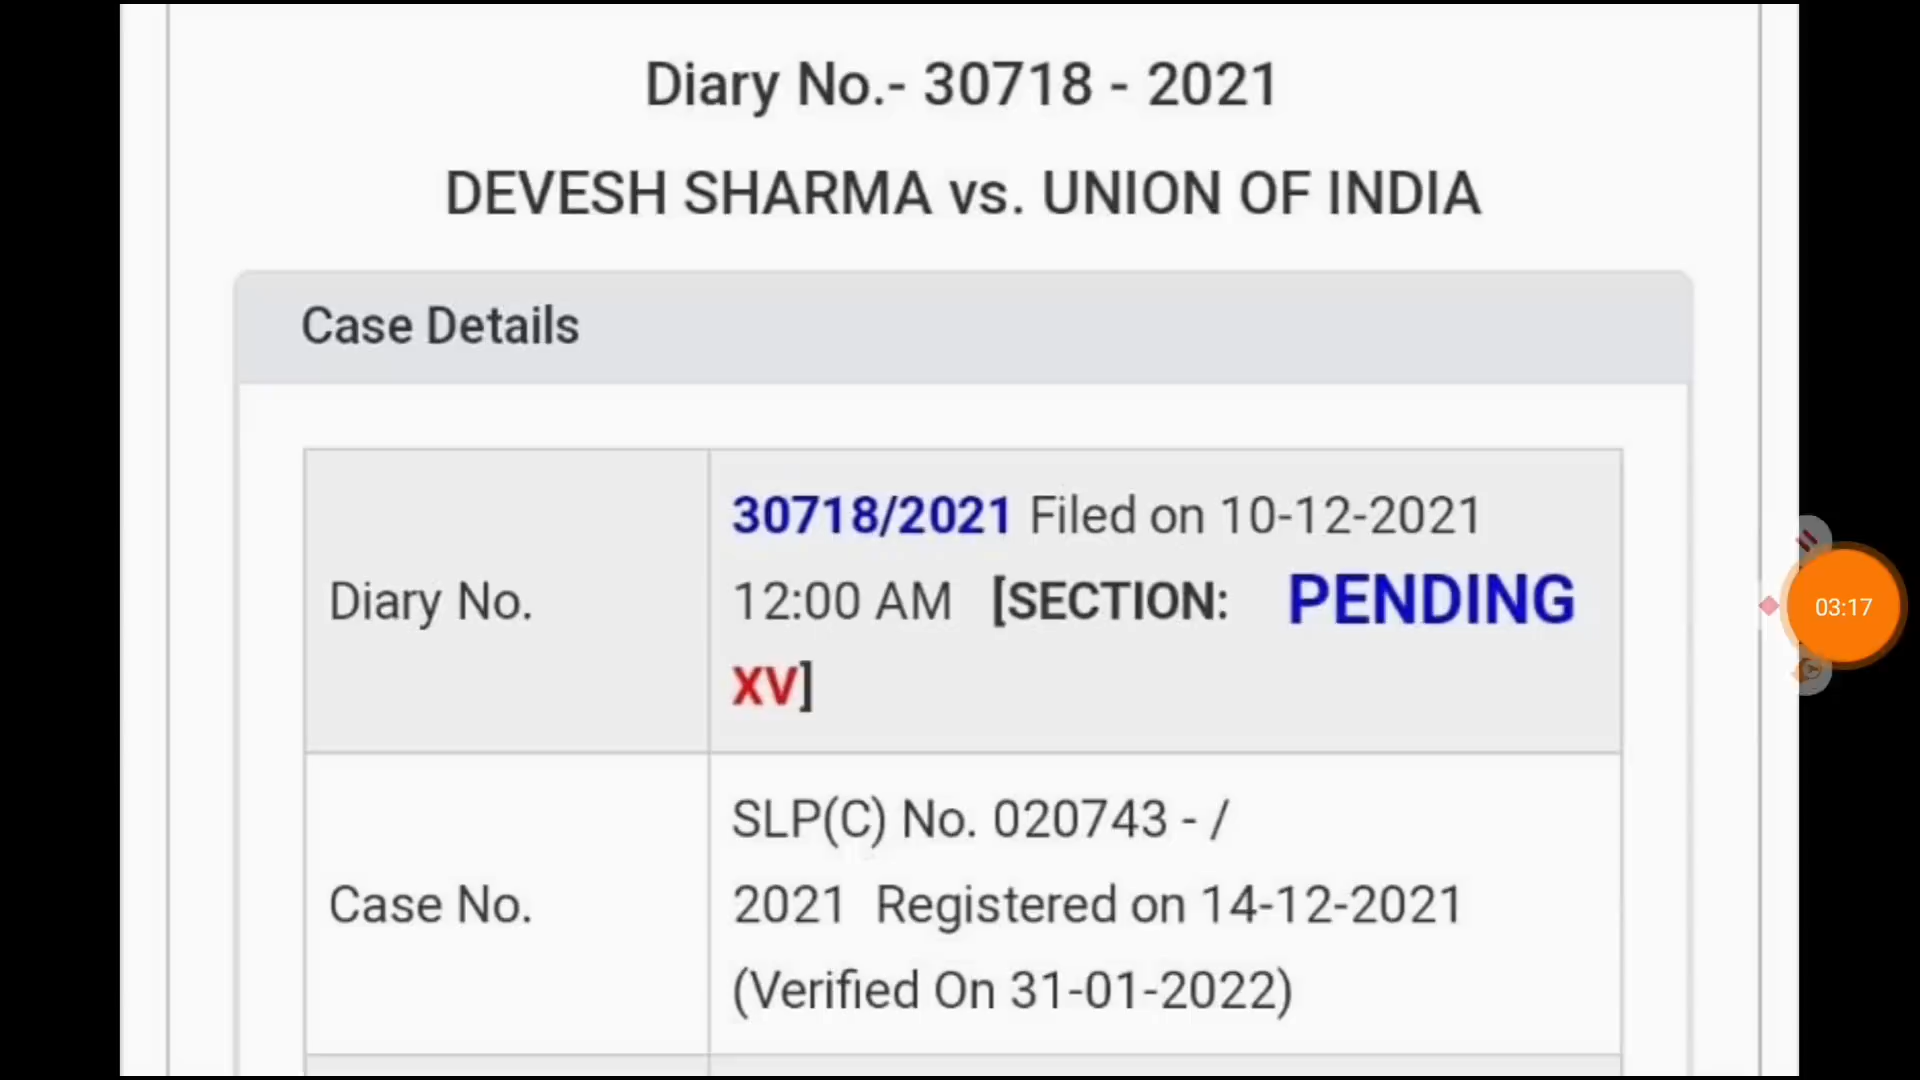 Diary No.- 30718 - 2021
DEVESH SHARMA vs. UNION OF INDIA
Case Details
Diary No.
30718/2021 Filed on 10-12-2021
12:00 AM [SECTION: PENDING
XV]
Case No.
SLP(C) No. 020743 - /
2021 Registered on 14-12-2021
(Verified On 31-01-2022)
03:17